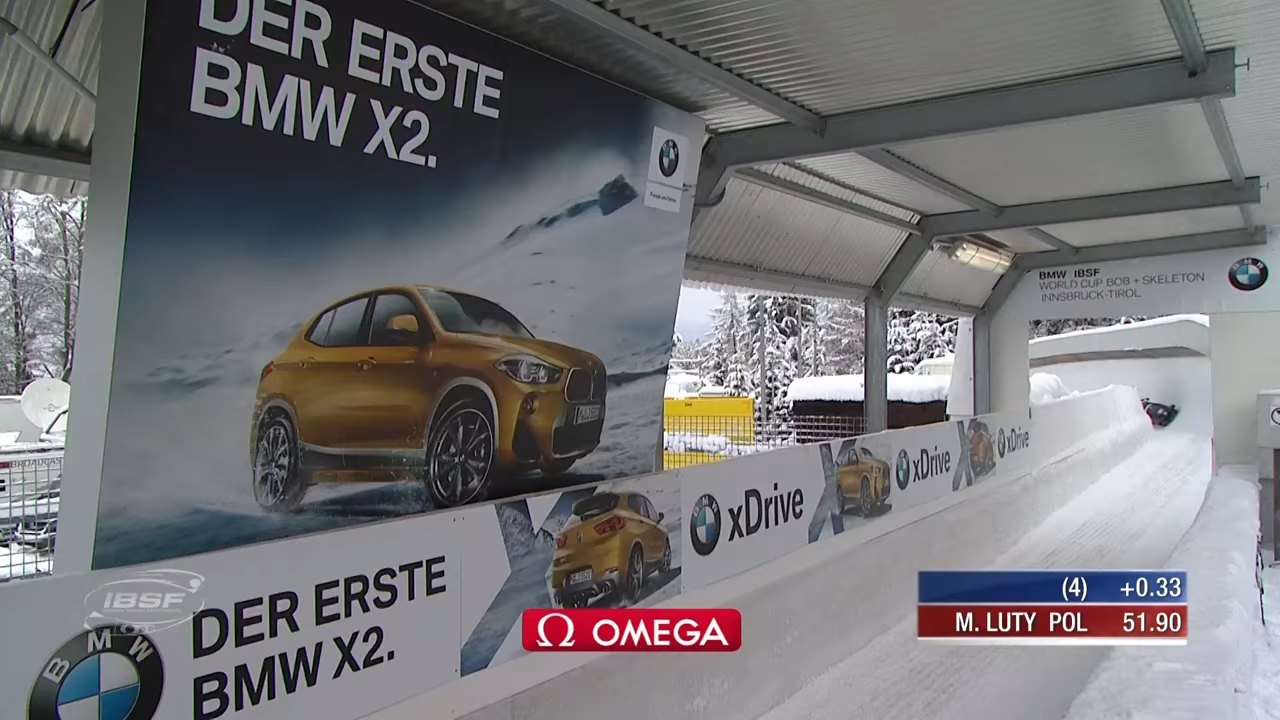 DER ERSTE
BMW X2.
BMW IBSF
WORLD CUP BOB + SKELETON
INNSBRUCK-TIROL
BMW
xDrive
xDrive
xDrive
DER ERSTE
BMW X2.
BMW
IBSF
Ω OMEGA
(4) +0.33
M. LUTY POL 51.90